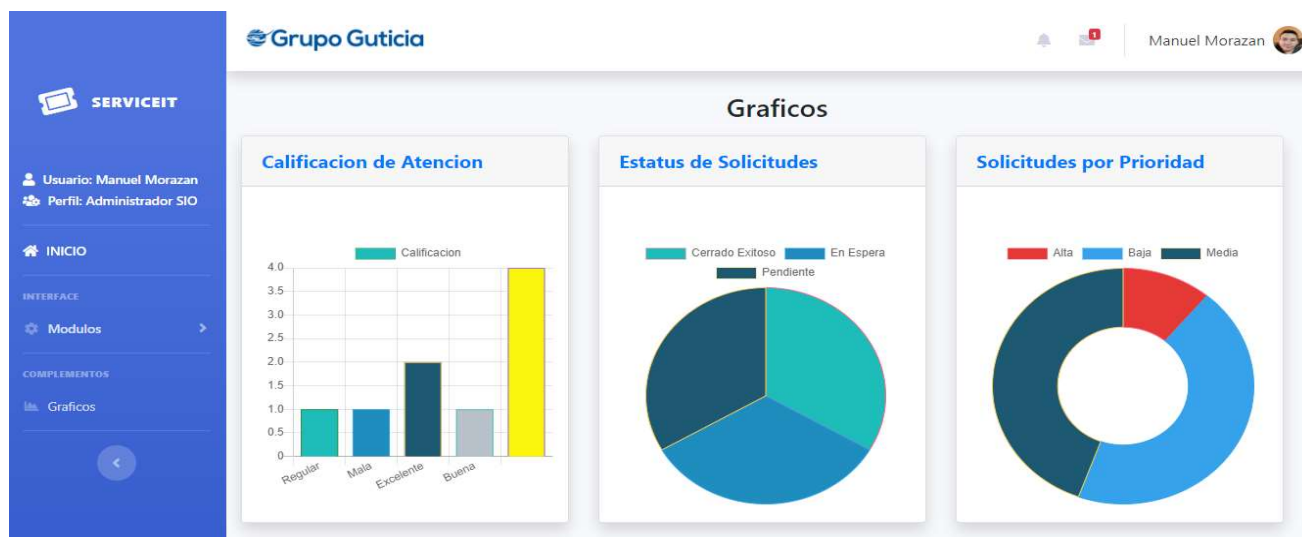 Grupo Guticia
1
Manuel Morazan
SERVICEIT
Usuario: Manuel Morazan
Perfil: Administrador SIO
INICIO
INTERFACE
Modulos
COMPLEMENTOS
Graficos
Graficos
Calificacion de Atencion
Calificacion
4.0
3.5
3.0
2.5
2.0
1.5
1.0
0.5
0
Regular
Mala
Excelente
Buena
Estatus de Solicitudes
Cerrado Exitoso
En Espera
Pendiente
Solicitudes por Prioridad
Alta
Baja
Media